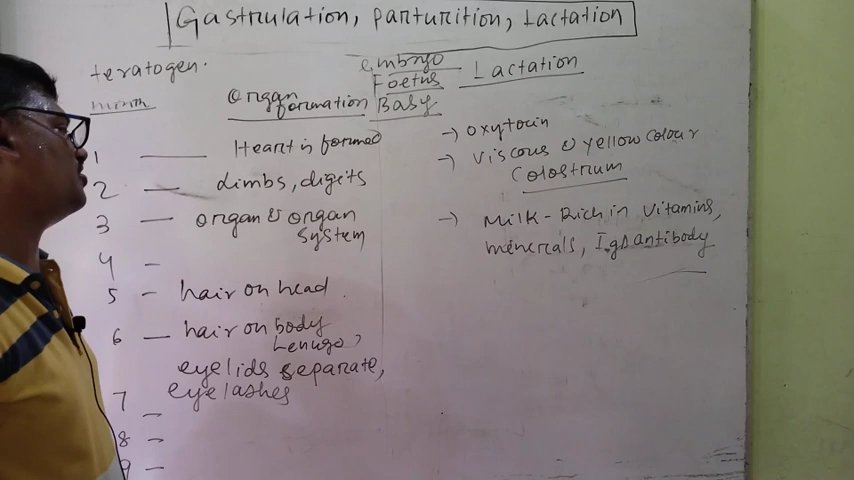 Gastrulation, Parturition, Lactation
teratogen.
embryo
Foetus
Baby
Lactation
month
Organ formation
1 — Heart is formed
2 — Limbs, digits
3 — organ & organ
System
4 -
5 - hair on head.
6 — hair on body
Lenugo,
eyelids separate,
eyelashes
7 -
8 -
9 -
→ oxytocin
→ Viscous & yellow colour
Colostrum
→ Milk - Rich in Vitamins,
minerals, IgA antibody